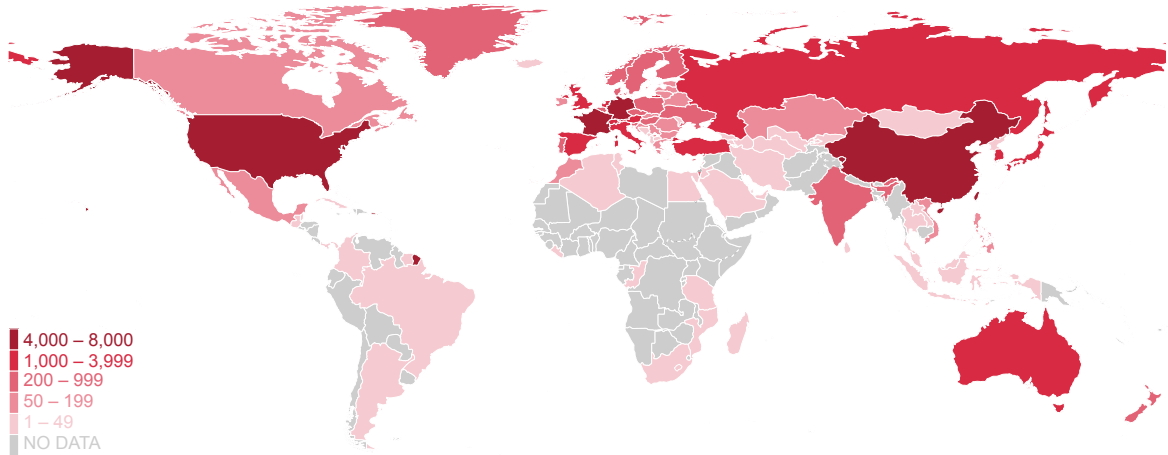 4,000 – 8,000
1,000 – 3,999
200 – 999
50 – 199
1 – 49
NO DATA